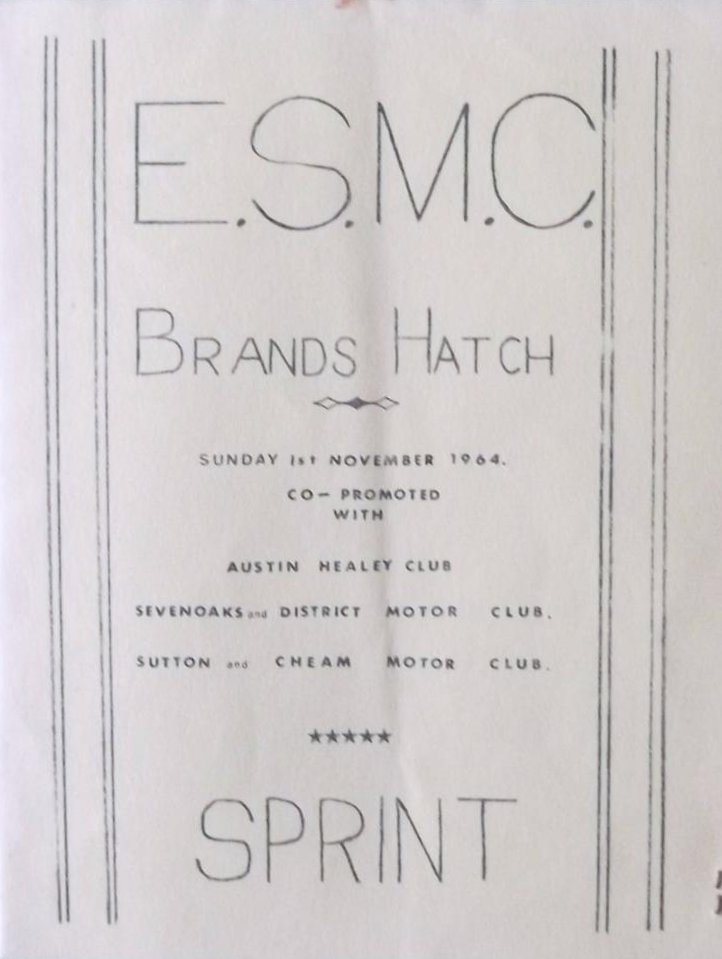 E.S.M.C.
BRANDS HATCH
SUNDAY 1st NOVEMBER 1964.
CO- PROMOTED
WITH
AUSTIN HEALEY CLUB
SEVENOAKS and DISTRICT MOTOR CLUB.
SUTTON and CHEAM MOTOR CLUB.
★★★★★
SPRINT